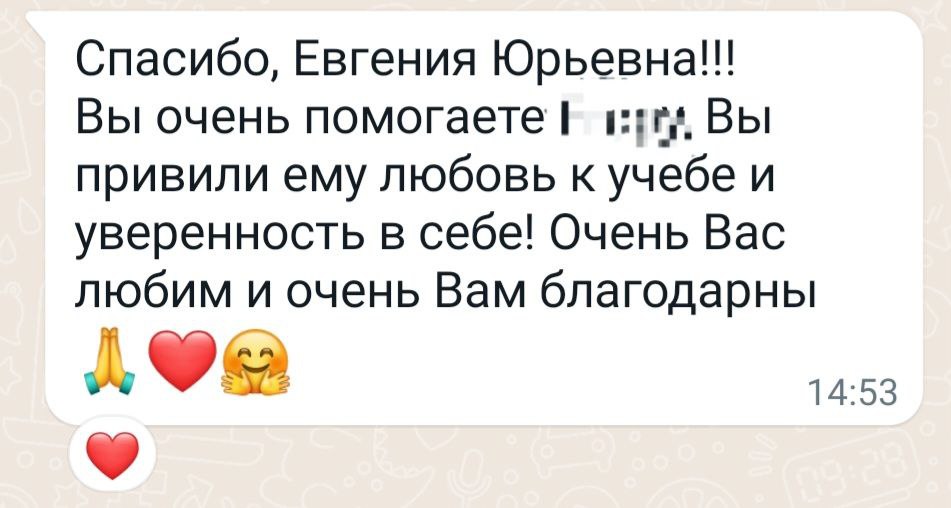 Спасибо, Евгения Юрьевна!!!
Вы очень помогаете Вы
привили ему любовь к учебе и
уверенность в себе! Очень Вас
любим и очень Вам благодарны
🙏❤️🤗
14:53
❤️